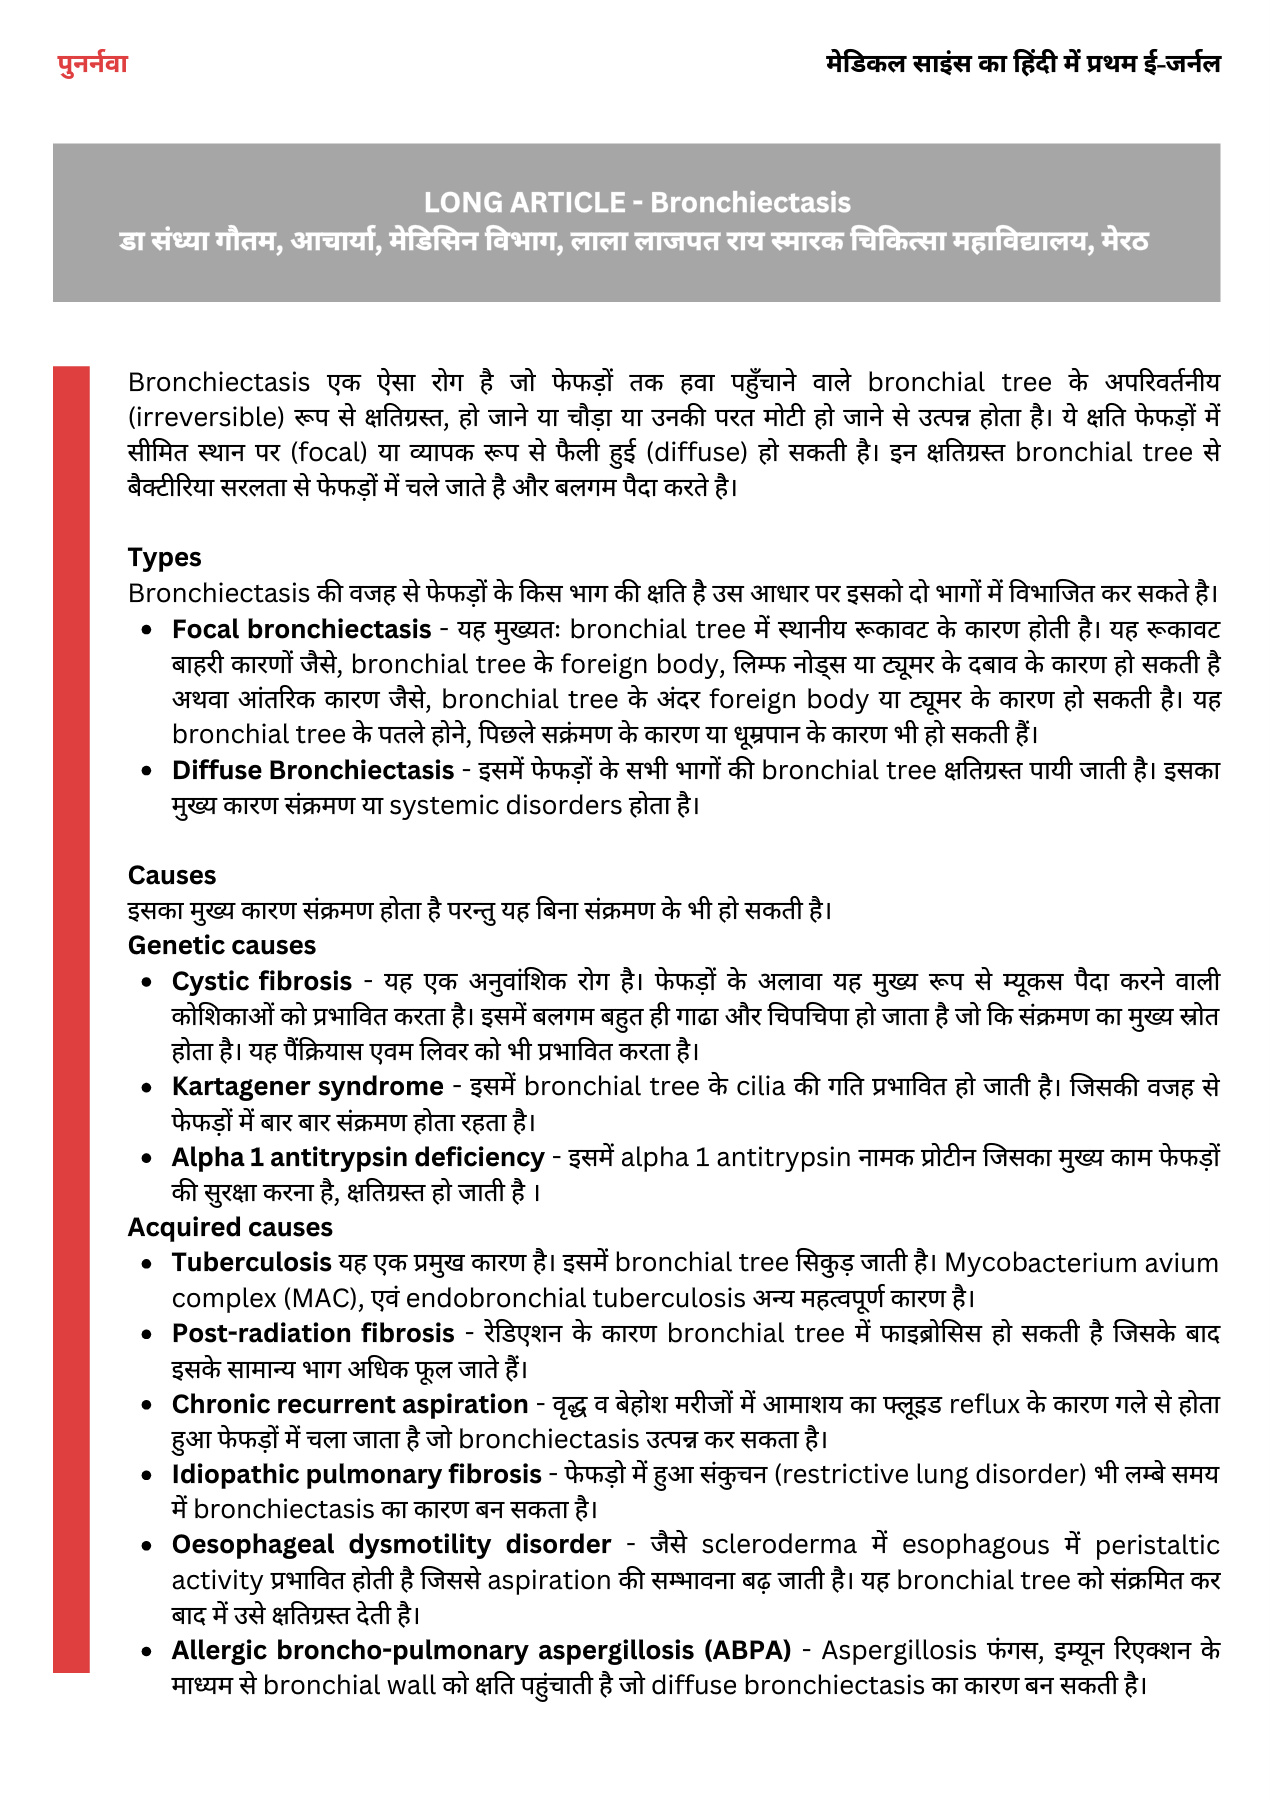 पुनर्नवा
मेडिकल साइंस का हिंदी में प्रथम ई-जर्नल
LONG ARTICLE - Bronchiectasis
डा संध्या गौतम, आचार्या, मेडिसिन विभाग, लाला लाजपत राय स्मारक चिकित्सा महाविद्यालय, मेरठ
Bronchiectasis एक ऐसा रोग है जो फेफड़ों तक हवा पहुँचाने वाले bronchial tree के अपरिवर्तनीय
(irreversible) रूप से क्षतिग्रस्त, हो जाने या चौड़ा या उनकी परत मोटी हो जाने से उत्पन्न होता है। ये क्षति फेफड़ों में
सीमित स्थान पर (focal) या व्यापक रूप से फैली हुई (diffuse) हो सकती है। इन क्षतिग्रस्त bronchial tree से
बैक्टीरिया सरलता से फेफड़ों में चले जाते है और बलगम पैदा करते है।
Types
Bronchiectasis की वजह से फेफड़ों के किस भाग की क्षति है उस आधार पर इसको दो भागों में विभाजित कर सकते है।
• Focal bronchiectasis - यह मुख्यतः bronchial tree में स्थानीय रूकावट के कारण होती है। यह रूकावट
बाहरी कारणों जैसे, bronchial tree के foreign body, लिम्फ नोड्स या ट्यूमर के दबाव के कारण हो सकती है
अथवा आंतरिक कारण जैसे, bronchial tree के अंदर foreign body या ट्यूमर के कारण हो सकती है। यह
bronchial tree के पतले होने, पिछले सक्रंमण के कारण या धूम्रपान के कारण भी हो सकती हैं।
• Diffuse Bronchiectasis - इसमें फेफड़ों के सभी भागों की bronchial tree क्षतिग्रस्त पायी जाती है। इसका
मुख्य कारण संक्रमण या systemic disorders होता है।
Causes
इसका मुख्य कारण संक्रमण होता है परन्तु यह बिना संक्रमण के भी हो सकती है।
Genetic causes
• Cystic fibrosis - यह एक अनुवांशिक रोग है। फेफड़ों के अलावा यह मुख्य रूप से म्यूकस पैदा करने वाली
कोशिकाओं को प्रभावित करता है। इसमें बलगम बहुत ही गाढा और चिपचिपा हो जाता है जो कि संक्रमण का मुख्य स्रोत
होता है। यह पैंक्रियास एवम लिवर को भी प्रभावित करता है।
• Kartagener syndrome - इसमें bronchial tree के cilia की गति प्रभावित हो जाती है। जिसकी वजह से
फेफड़ों में बार बार संक्रमण होता रहता है।
• Alpha 1 antitrypsin deficiency - इसमें alpha 1 antitrypsin नामक प्रोटीन जिसका मुख्य काम फेफड़ों
की सुरक्षा करना है, क्षतिग्रस्त हो जाती है ।
Acquired causes
• Tuberculosis यह एक प्रमुख कारण है। इसमें bronchial tree सिकुड़ जाती है। Mycobacterium avium
complex (MAC), एवं endobronchial tuberculosis अन्य महत्वपूर्ण कारण है।
• Post-radiation fibrosis - रेडिएशन के कारण bronchial tree में फाइब्रोसिस हो सकती है जिसके बाद
इसके सामान्य भाग अधिक फूल जाते हैं।
• Chronic recurrent aspiration - वृद्ध व बेहोश मरीजों में आमाशय का फ्लूइड reflux के कारण गले से होता
हुआ फेफड़ों में चला जाता है जो bronchiectasis उत्पन्न कर सकता है।
• Idiopathic pulmonary fibrosis - फेफड़ो में हुआ संकुचन (restrictive lung disorder) भी लम्बे समय
में bronchiectasis का कारण बन सकता है।
• Oesophageal dysmotility disorder - जैसे scleroderma में esophagous में peristaltic
activity प्रभावित होती है जिससे aspiration की सम्भावना बढ़ जाती है। यह bronchial tree को संक्रमित कर
बाद में उसे क्षतिग्रस्त देती है।
• Allergic broncho-pulmonary aspergillosis (ABPA) - Aspergillosis फंगस, इम्यून रिएक्शन के
माध्यम से bronchial wall को क्षति पहुंचाती है जो diffuse bronchiectasis का कारण बन सकती है।